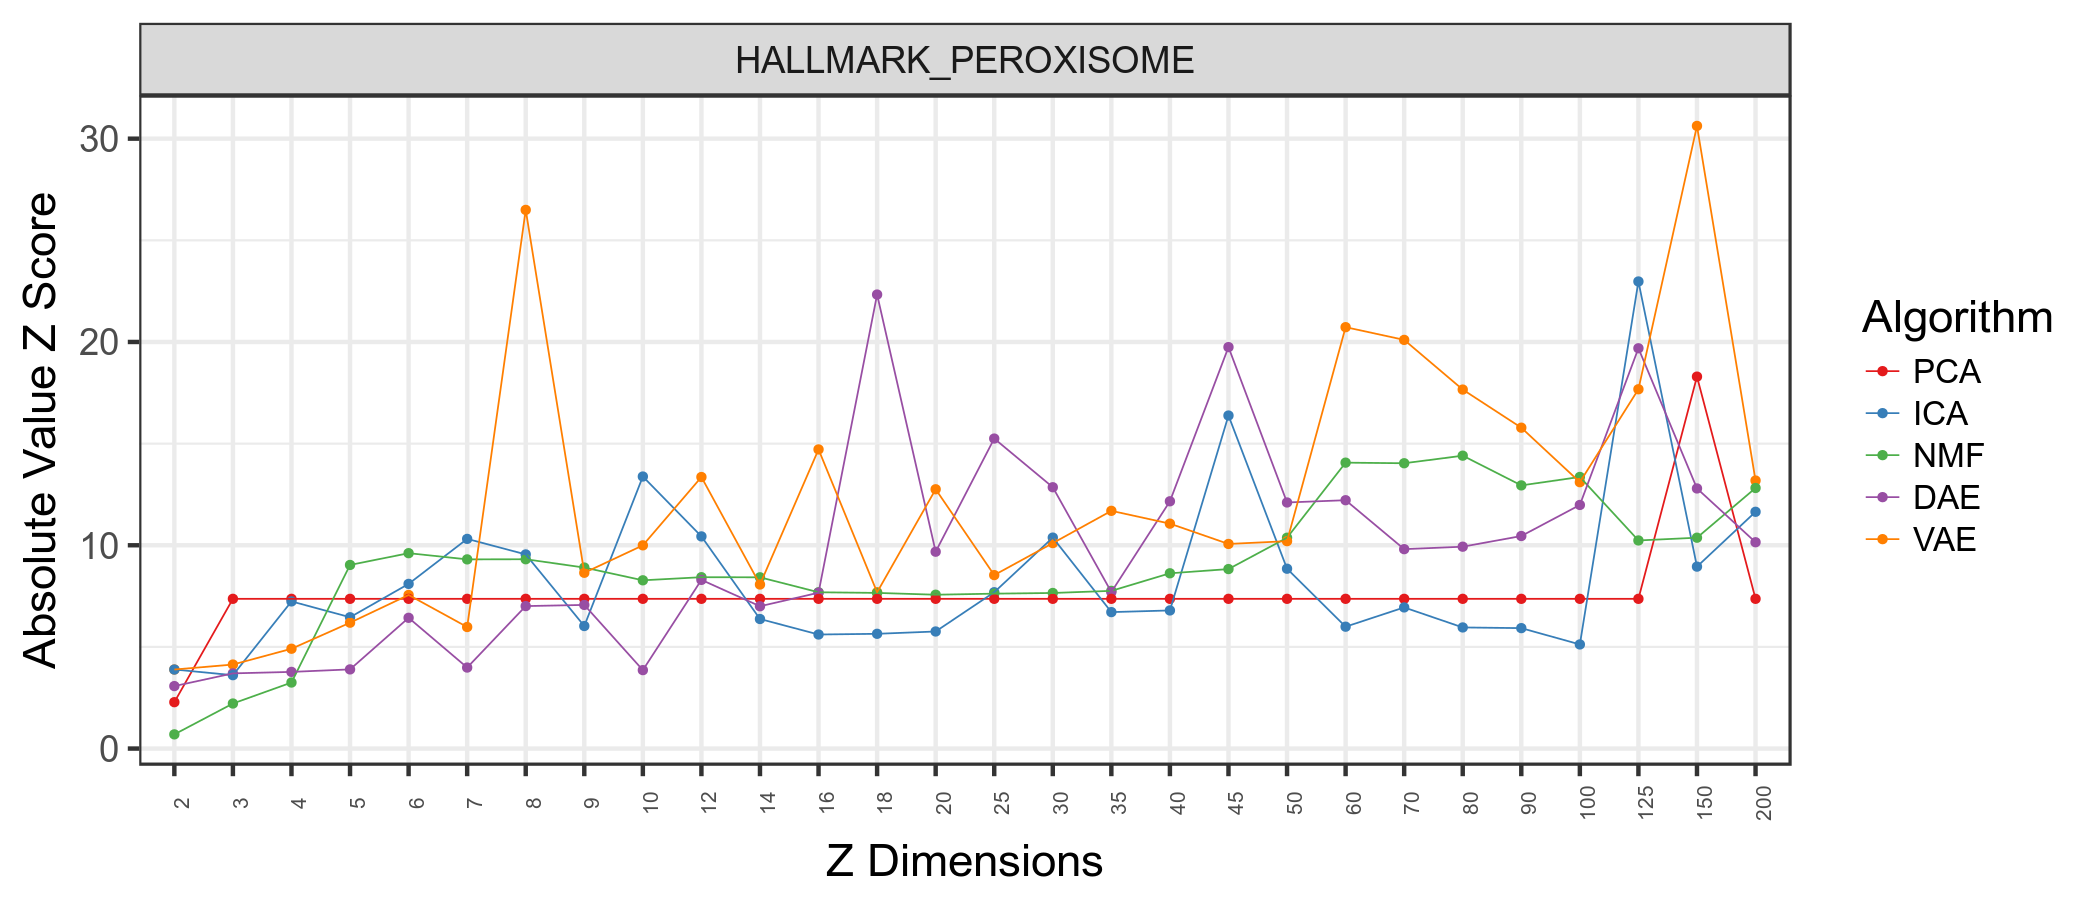 HALLMARK_PEROXISOME
Absolute Value Z Score
30
20
10
0
2 3 4 5 6 7 8 9 10 12 14 16 18 20 25 30 35 40 45 50 60 70 80 90 100 125 150 200
Z Dimensions
Algorithm
PCA
ICA
NMF
DAE
VAE